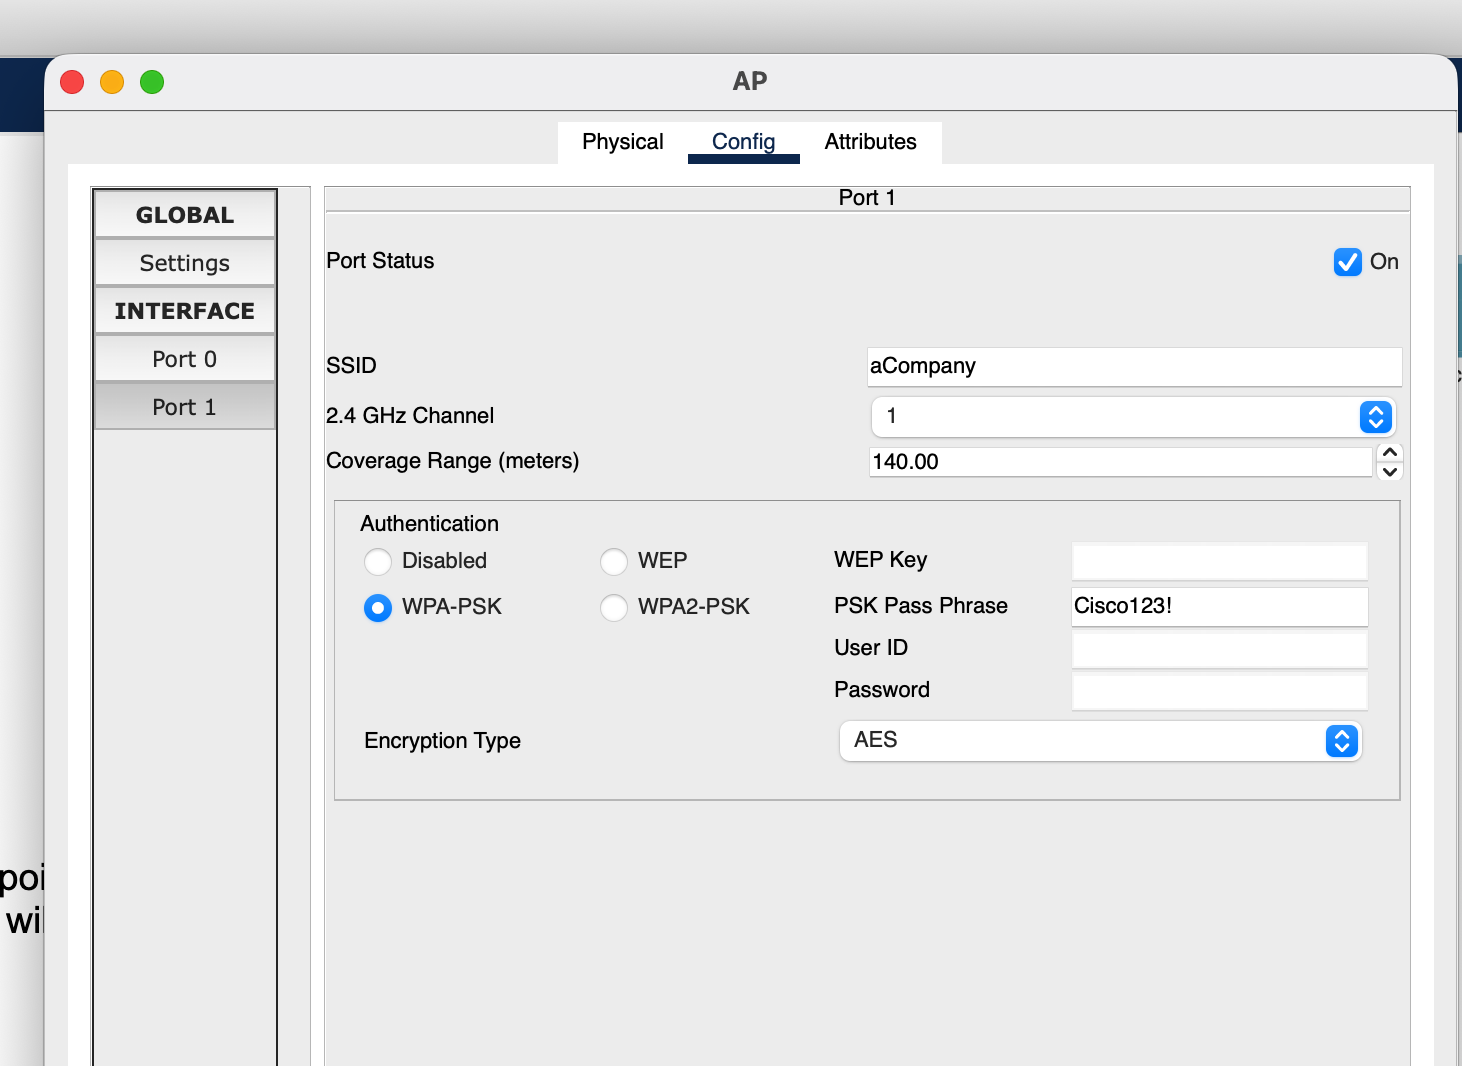 AP
Physical Config Attributes
GLOBAL
Settings
INTERFACE
Port 0
Port 1
Port 1
Port Status On
SSID aCompany
2.4 GHz Channel 1
Coverage Range (meters) 140.00
Authentication
Disabled WEP WEP Key
WPA-PSK WPA2-PSK PSK Pass Phrase Cisco123!
User ID
Password
Encryption Type AES
poi
wil